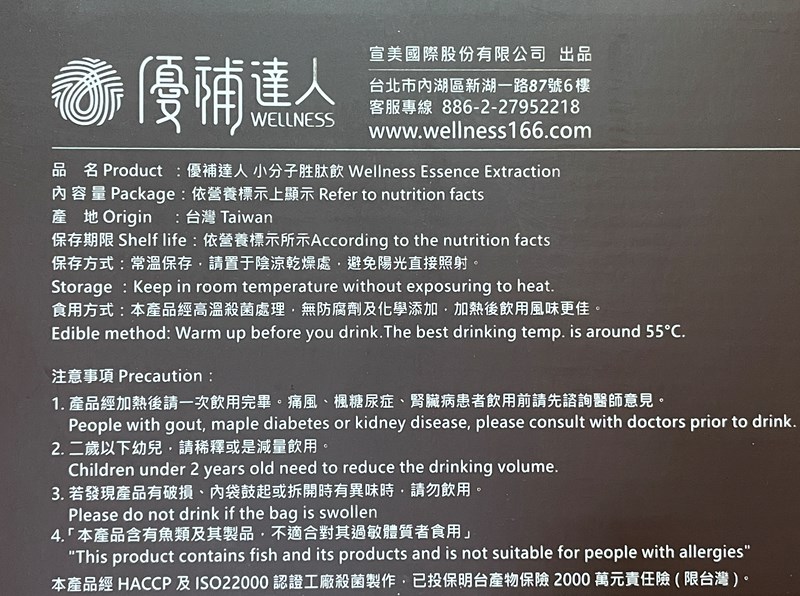 優補達人
WELLNESS
宣美國際股份有限公司 出品
台北市內湖區新湖一路87號6樓
客服專線 886-2-27952218
www.wellness166.com
品 名 Product : 優補達人 小分子胜肽飲 Wellness Essence Extraction
內 容 量 Package : 依營養標示上顯示 Refer to nutrition facts
產 地 Origin : 台灣 Taiwan
保存期限 Shelf life : 依營養標示所示According to the nutrition facts
保存方式 : 常溫保存，請置于陰涼乾燥處，避免陽光直接照射。
Storage : Keep in room temperature without exposuring to heat.
食用方式 : 本產品經高溫殺菌處理，無防腐劑及化學添加，加熱後飲用風味更佳。
Edible method: Warm up before you drink.The best drinking temp. is around 55°C.
注意事項 Precaution :
1. 產品經加熱後請一次飲用完畢。痛風、楓糖尿症、腎臟病患者飲用前請先諮詢醫師意見。
People with gout, maple diabetes or kidney disease, please consult with doctors prior to drink.
2. 二歲以下幼兒，請稀釋或是減量飲用。
Children under 2 years old need to reduce the drinking volume.
3. 若發現產品有破損、內袋鼓起或拆開時有異味時，請勿飲用。
Please do not drink if the bag is swollen
4.「本產品含有魚類及其製品，不適合對其過敏體質者食用」
"This product contains fish and its products and is not suitable for people with allergies"
本產品經 HACCP 及 ISO22000 認證工廠殺菌製作，已投保明台產物保險 2000 萬元責任險 ( 限台灣 )。